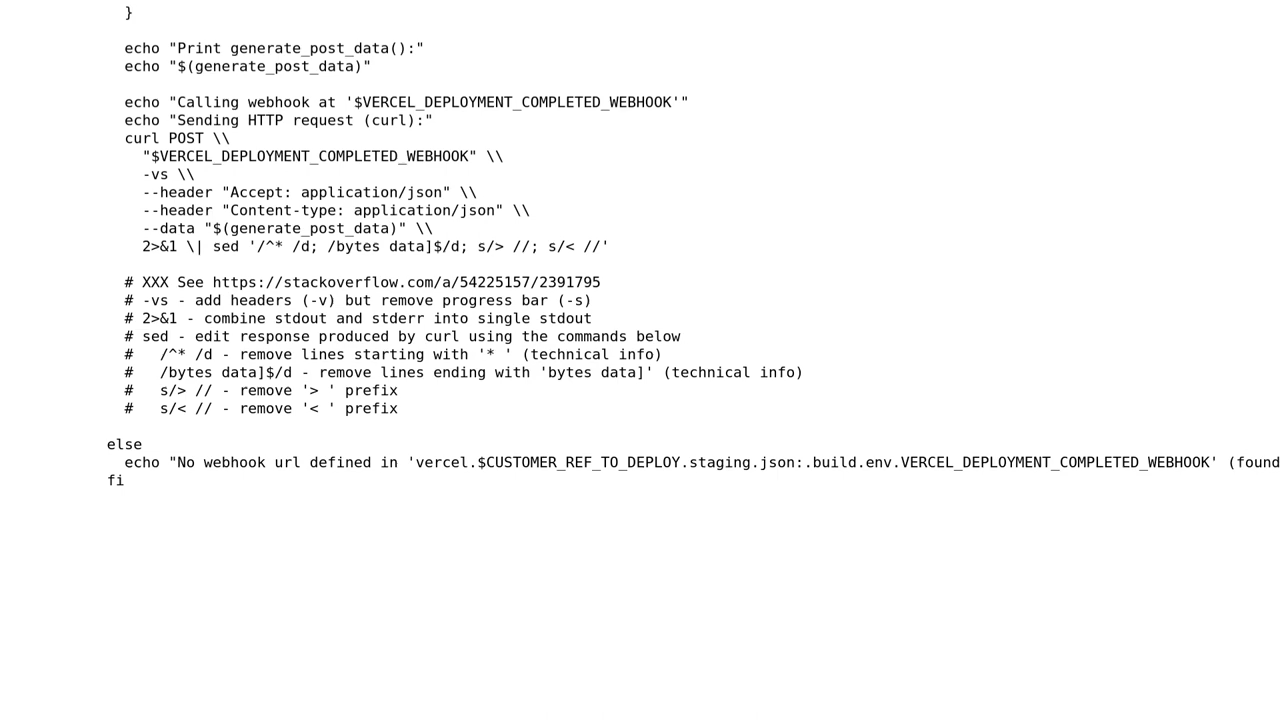 }
echo "Print generate_post_data():"
echo "$(generate_post_data)"
echo "Calling webhook at '$VERCEL_DEPLOYMENT_COMPLETED_WEBHOOK'"
echo "Sending HTTP request (curl):"
curl POST \\
"$VERCEL_DEPLOYMENT_COMPLETED_WEBHOOK" \\
-vs \\
--header "Accept: application/json" \\
--header "Content-type: application/json" \\
--data "$(generate_post_data)" \\
2>&1 \| sed '/^* /d; /bytes data]$/d; s/> //; s/< //'
# XXX See https://stackoverflow.com/a/54225157/2391795
# -vs - add headers (-v) but remove progress bar (-s)
# 2>&1 - combine stdout and stderr into single stdout
# sed - edit response produced by curl using the commands below
#   /^* /d - remove lines starting with '* ' (technical info)
#   /bytes data]$/d - remove lines ending with 'bytes data]' (technical info)
#   s/> // - remove '> ' prefix
#   s/< // - remove '< ' prefix
else
echo "No webhook url defined in 'vercel.$CUSTOMER_REF_TO_DEPLOY.staging.json:.build.env.VERCEL_DEPLOYMENT_COMPLETED_WEBHOOK' (found
fi